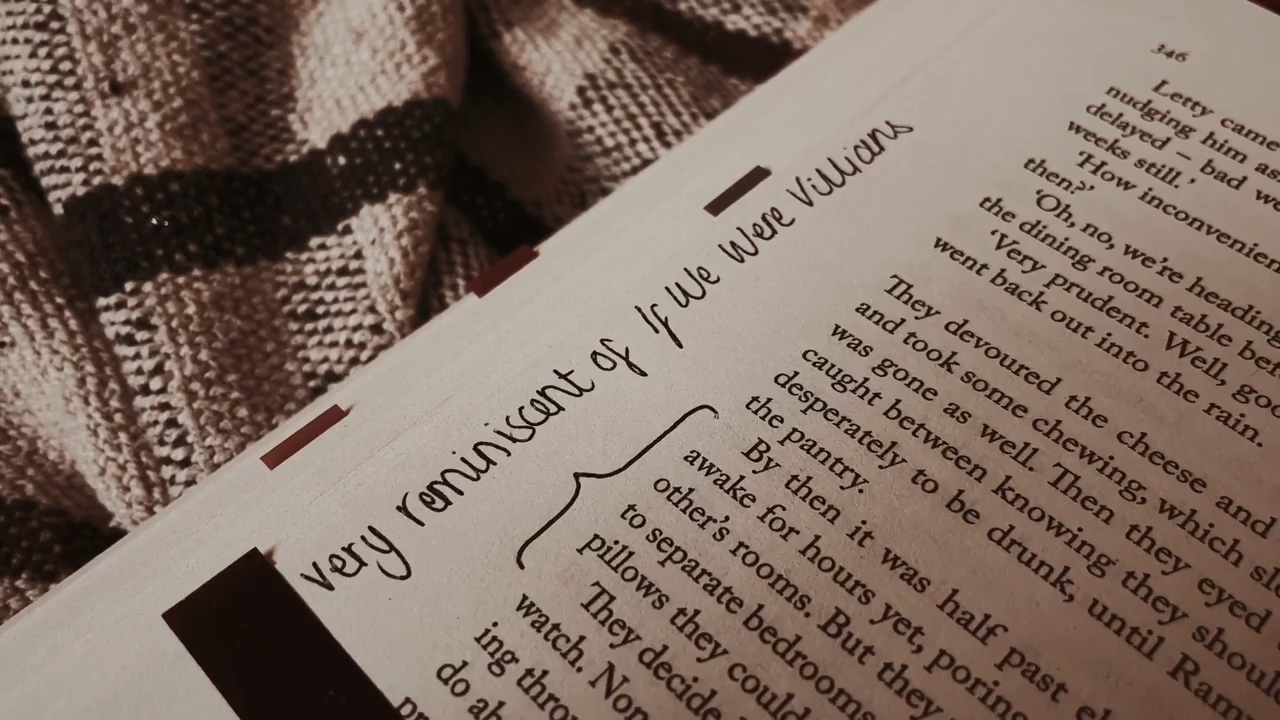 346
Letty came
nudging him as
delayed – bad we
weeks still.'
'How inconvenien
then?'
'Oh, no, we're heading
the dining room table bef
'Very prudent. Well, goo
went back out into the rain.
They devoured the cheese and
and took some chewing, which sl
was gone as well. Then they eyed
caught between knowing they shoul
desperately to be drunk, until Ram
the pantry.
By then it was half past el
awake for hours yet, poring
other's rooms. But they
to separate bedrooms
pillows they could
They decide
watch. Non
ing throu
do ab
pr
very reminiscent of If We Were Villians